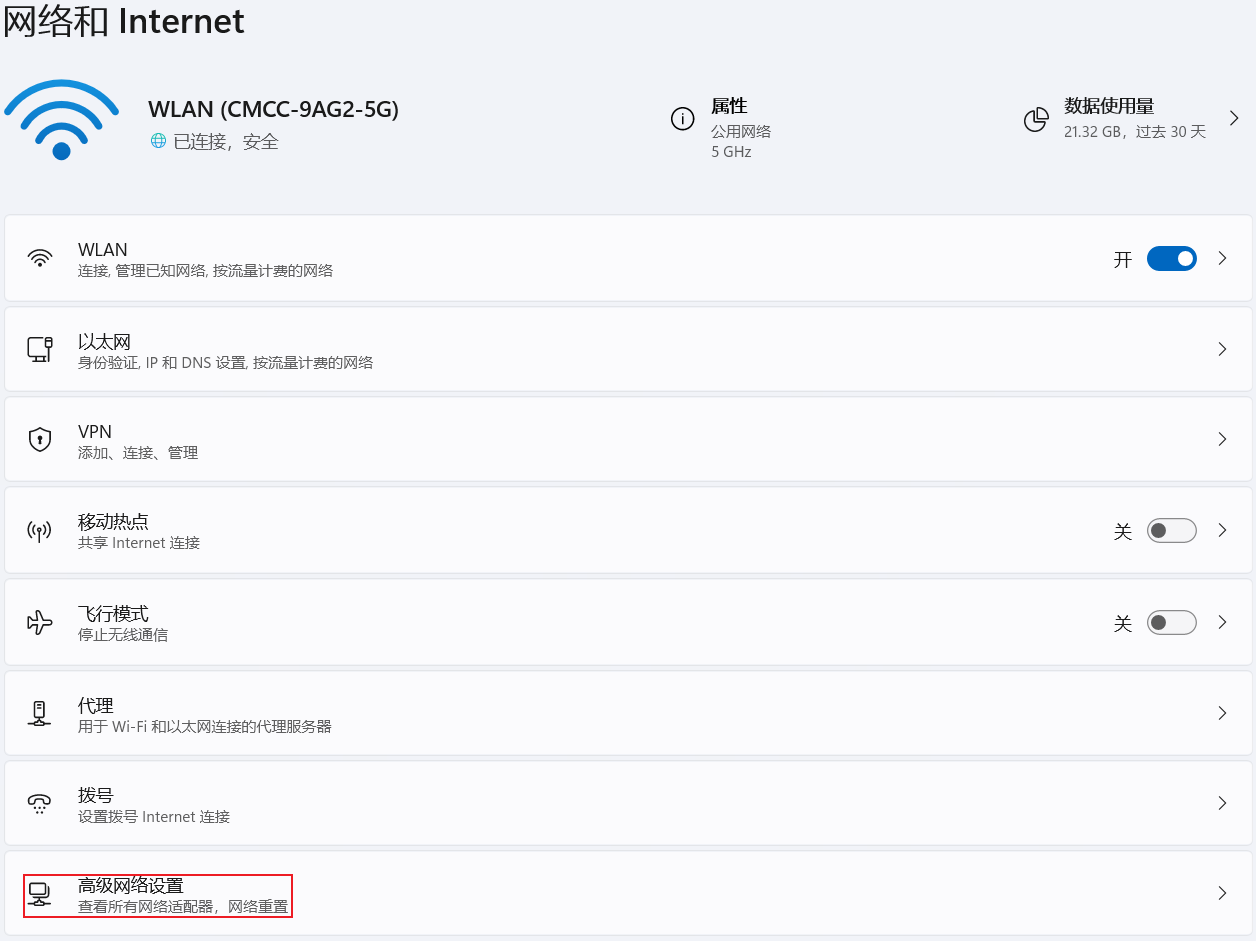 网络和 Internet
WLAN (CMCC-9AG2-5G)
已连接，安全
属性
公用网络
5 GHz
数据使用量
21.32 GB，过去 30 天
WLAN
连接, 管理已知网络, 按流量计费的网络
开
以太网
身份验证, IP 和 DNS 设置, 按流量计费的网络
VPN
添加、连接、管理
移动热点
共享 Internet 连接
关
飞行模式
停止无线通信
关
代理
用于 Wi-Fi 和以太网连接的代理服务器
拨号
设置拨号 Internet 连接
高级网络设置
查看所有网络适配器，网络重置